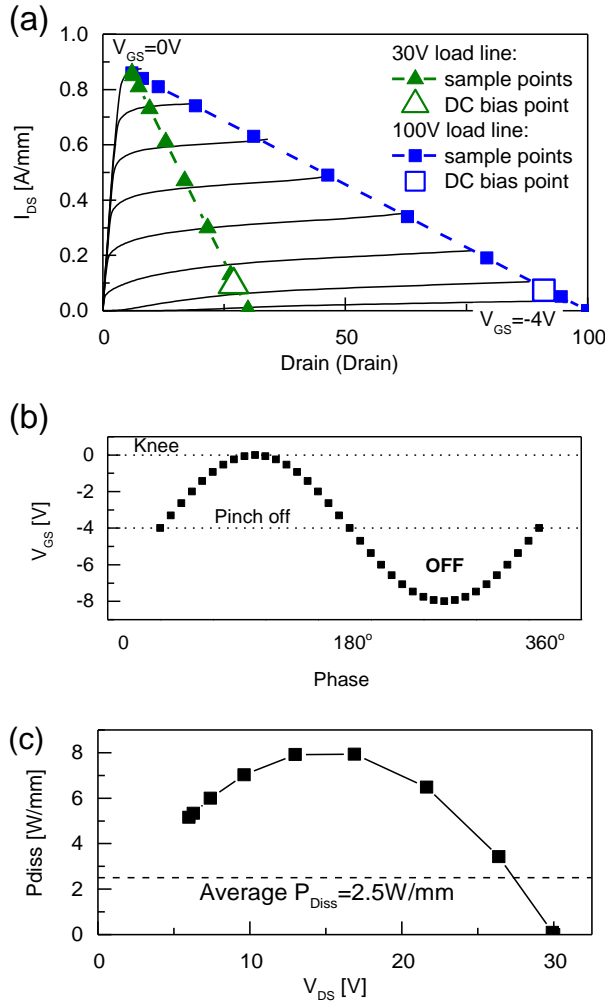 (a)
V_GS=0V
30V load line:
sample points
DC bias point
100V load line:
sample points
DC bias point
1.0
0.8
0.6
0.4
0.2
0.0
I_DS [A/mm]
V_GS=-4V
0
50
100
Drain (Drain)
(b)
Knee
Pinch off
OFF
0
-2
-4
-6
-8
V_GS [V]
0
180°
360°
Phase
(c)
8
6
4
2
0
Pdiss [W/mm]
Average P_Diss=2.5W/mm
0
10
20
30
V_DS [V]